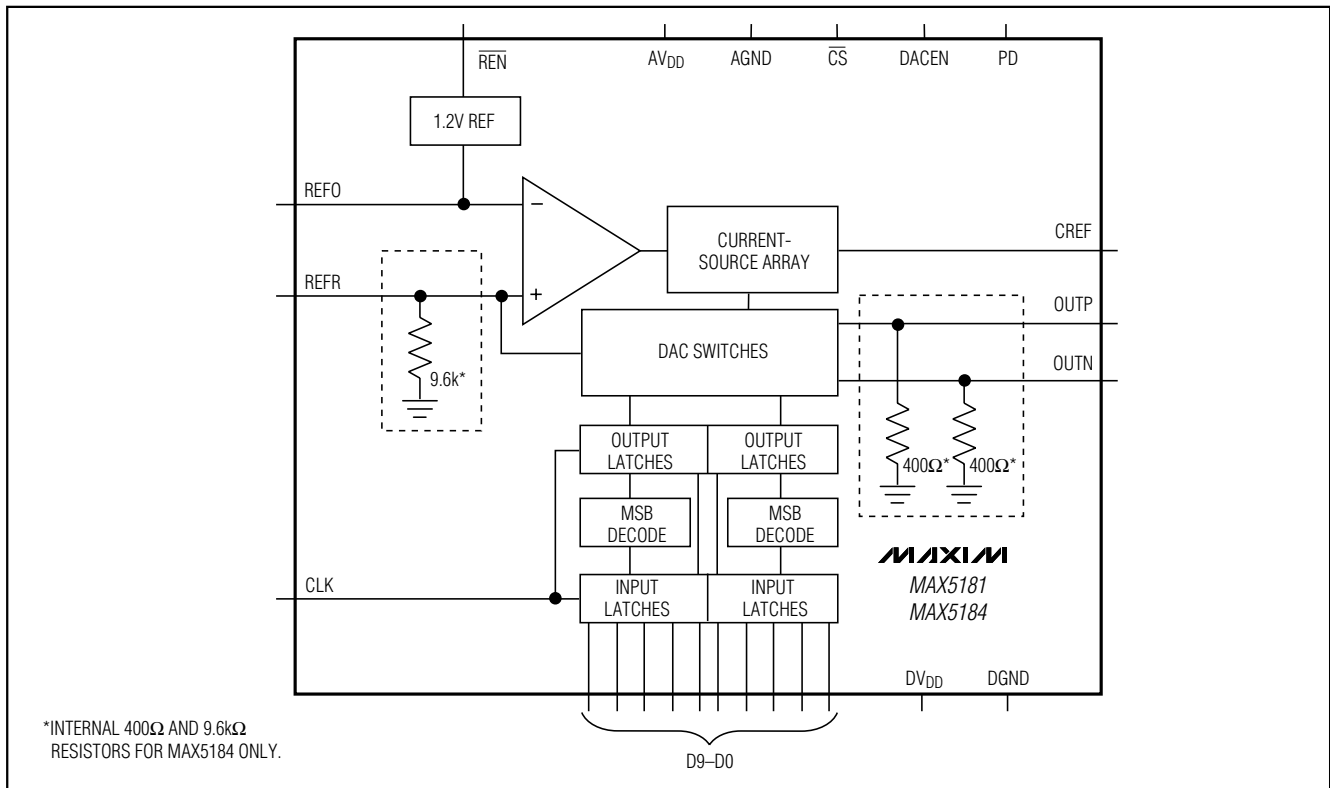 REN
AVDD
AGND
CS
DACEN
PD
1.2V REF
REFO
−
CURRENT-
SOURCE ARRAY
CREF
REFR
+
OUTP
DAC SWITCHES
OUTN
9.6k*
OUTPUT
LATCHES
OUTPUT
LATCHES
400Ω*
400Ω*
MSB
DECODE
MSB
DECODE
MAXIM
MAX5181
MAX5184
CLK
INPUT
LATCHES
INPUT
LATCHES
DVDD
DGND
*INTERNAL 400Ω AND 9.6kΩ
RESISTORS FOR MAX5184 ONLY.
D9–D0